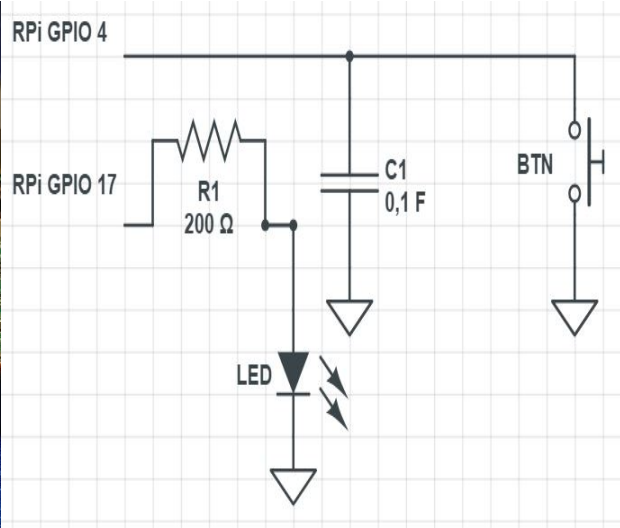 RPi GPIO 4
RPi GPIO 17
R1
200 Ω
C1
0,1 F
BTN
LED